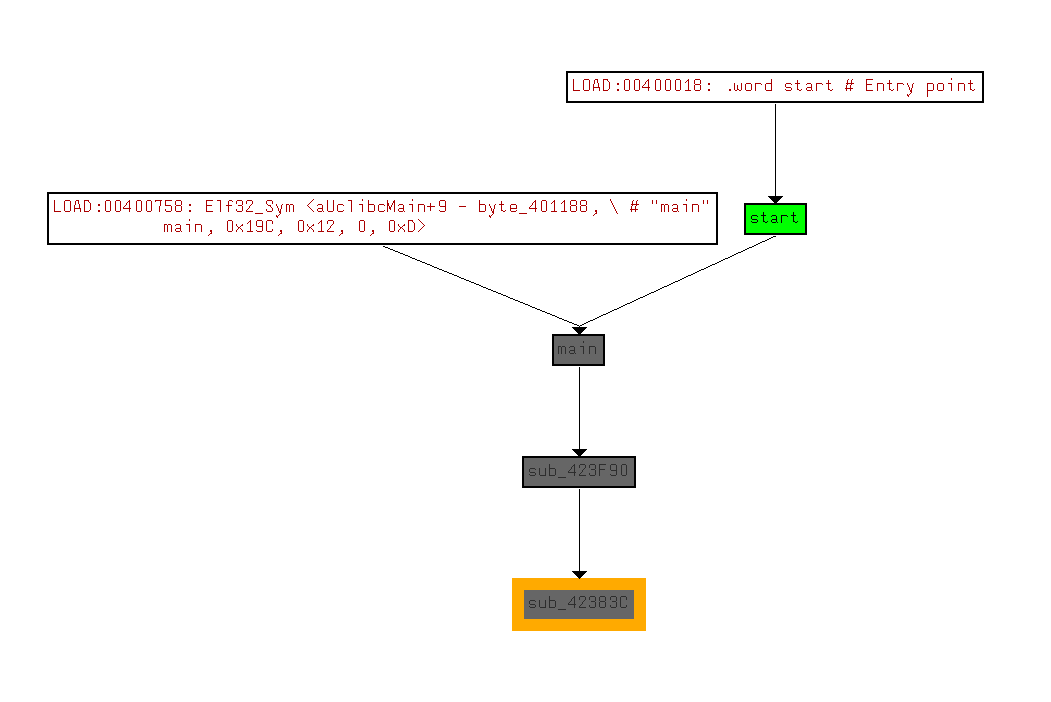 LOAD:00400018: .word start # Entry point
LOAD:00400758: Elf32_Sym <aUclibcMain+9 - byte_401188, \ # "main"
main, 0x19C, 0x12, 0, 0xD>
start
main
sub_423F90
sub_42383C